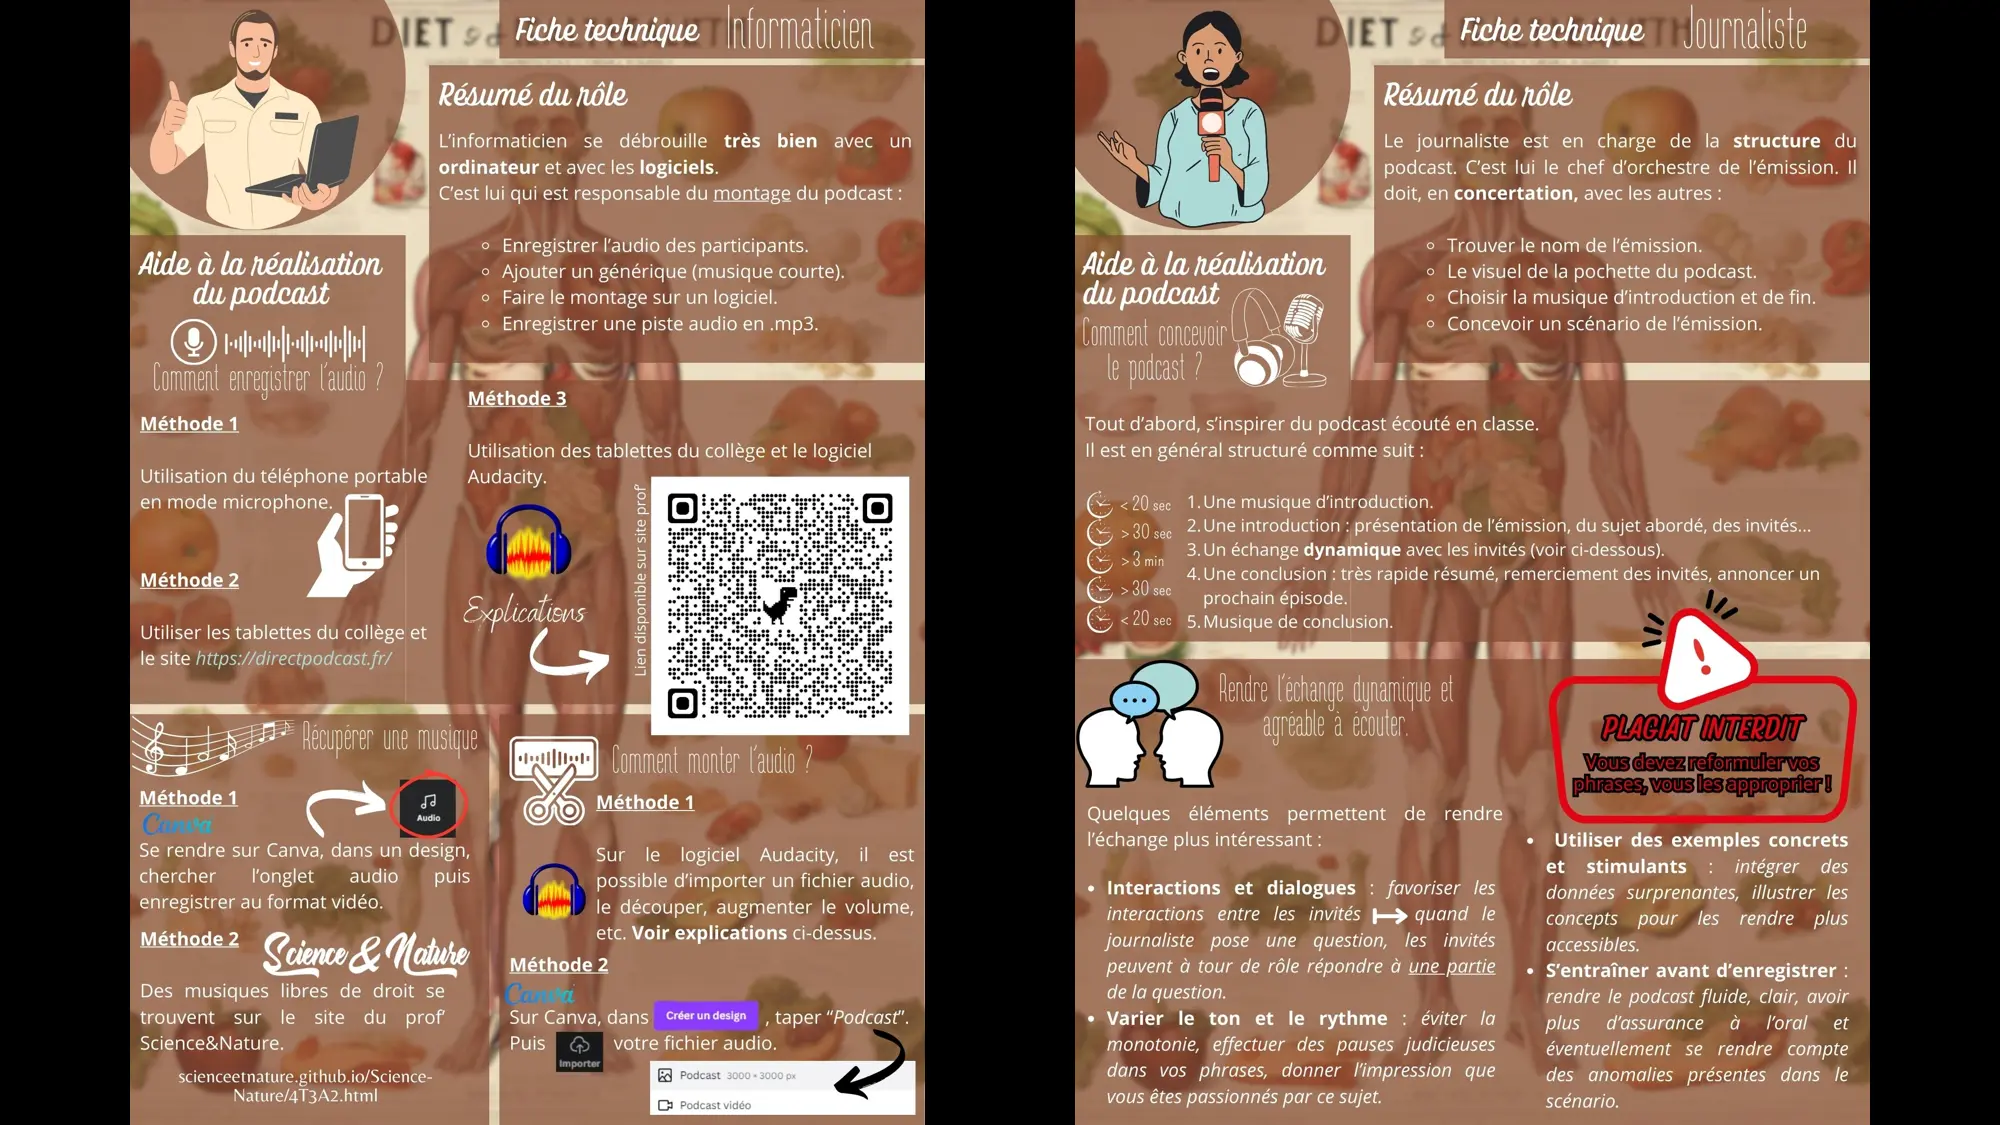 DIET
Fiche technique Informaticien
Résumé du rôle
L'informaticien se débrouille très bien avec un
ordinateur et avec les logiciels.
C'est lui qui est responsable du montage du podcast :
Enregistrer l'audio des participants.
Ajouter un générique (musique courte).
Faire le montage sur un logiciel.
Enregistrer une piste audio en .mp3.
Aide à la réalisation
du podcast
Comment enregistrer l'audio ?
Méthode 1
Utilisation du téléphone portable
en mode microphone.
Méthode 2
Utiliser les tablettes du collège et
le site https://directpodcast.fr/
Méthode 3
Utilisation des tablettes du collège et le logiciel
Audacity.
Explications
Lien disponible sur site prof'
Récupérer une musique
Méthode 1
Canva
Audio
Se rendre sur Canva, dans un design,
chercher l'onglet audio puis
enregistrer au format vidéo.
Méthode 2
Science & Nature
Des musiques libres de droit se
trouvent sur le site du prof'
Science&Nature.
scienceetnature.github.io/Science-
Nature/4T3A2.html
Comment monter l'audio ?
Méthode 1
Sur le logiciel Audacity, il est
possible d'importer un fichier audio,
le découper, augmenter le volume,
etc. Voir explications ci-dessus.
Méthode 2
Canva
Sur Canva, dans Créer un design , taper "Podcast".
Puis Importer votre fichier audio.
Podcast 3000 × 3000 px
Podcast vidéo
DIET
Fiche technique Journaliste
Résumé du rôle
Le journaliste est en charge de la structure du
podcast. C'est lui le chef d'orchestre de l'émission. Il
doit, en concertation, avec les autres :
Trouver le nom de l'émission.
Le visuel de la pochette du podcast.
Choisir la musique d'introduction et de fin.
Concevoir un scénario de l'émission.
Aide à la réalisation
du podcast
Comment concevoir
le podcast ?
Tout d'abord, s'inspirer du podcast écouté en classe.
Il est en général structuré comme suit :
< 20 sec 1. Une musique d'introduction.
> 30 sec 2. Une introduction : présentation de l'émission, du sujet abordé, des invités...
> 3 min 3. Un échange dynamique avec les invités (voir ci-dessous).
> 30 sec 4. Une conclusion : très rapide résumé, remerciement des invités, annoncer un
prochain épisode.
< 20 sec 5. Musique de conclusion.
Rendre l'échange dynamique et
agréable à écouter.
PLAGIAT INTERDIT
Vous devez reformuler vos
phrases, vous les approprier !
Quelques éléments permettent de rendre
l'échange plus intéressant :
• Interactions et dialogues : favoriser les
interactions entre les invités quand le
journaliste pose une question, les invités
peuvent à tour de rôle répondre à une partie
de la question.
• Varier le ton et le rythme : éviter la
monotonie, effectuer des pauses judicieuses
dans vos phrases, donner l'impression que
vous êtes passionnés par ce sujet.
• Utiliser des exemples concrets
et stimulants : intégrer des
données surprenantes, illustrer les
concepts pour les rendre plus
accessibles.
• S'entraîner avant d'enregistrer :
rendre le podcast fluide, clair, avoir
plus d'assurance à l'oral et
éventuellement se rendre compte
des anomalies présentes dans le
scénario.